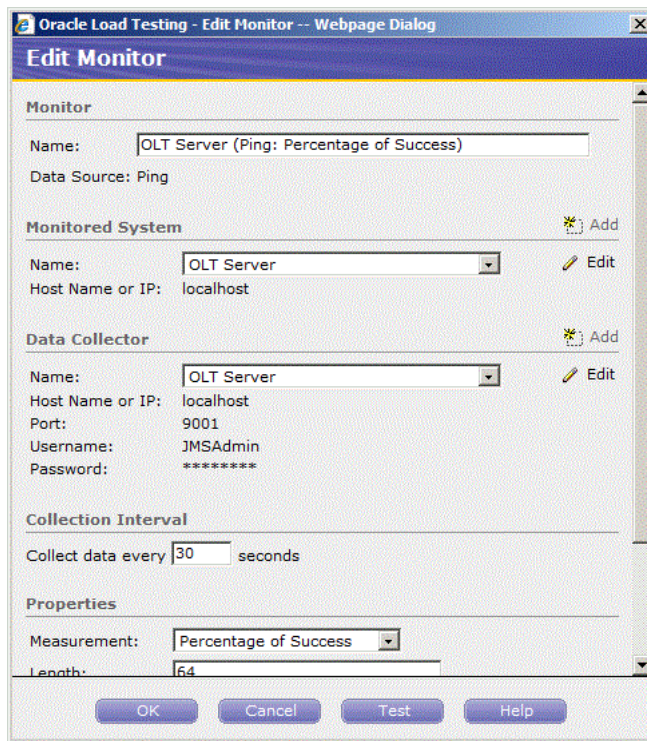 Oracle Load Testing - Edit Monitor -- Webpage Dialog
Edit Monitor
Monitor
Name: OLT Server (Ping: Percentage of Success)
Data Source: Ping
Monitored System Add
Name: OLT Server Edit
Host Name or IP: localhost
Data Collector Add
Name: OLT Server Edit
Host Name or IP: localhost
Port: 9001
Username: JMSAdmin
Password: ********
Collection Interval
Collect data every 30 seconds
Properties
Measurement: Percentage of Success
Length: 64
OK Cancel Test Help